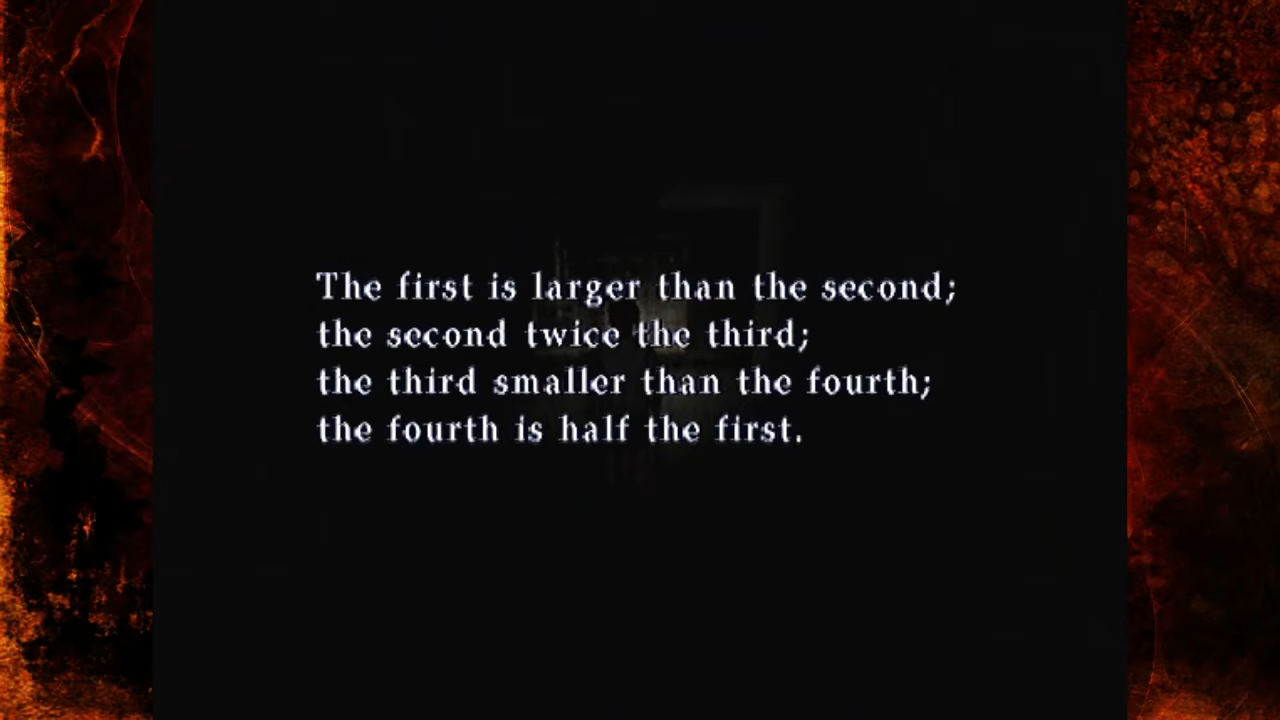 The first is larger than the second;
the second twice the third;
the third smaller than the fourth;
the fourth is half the first.